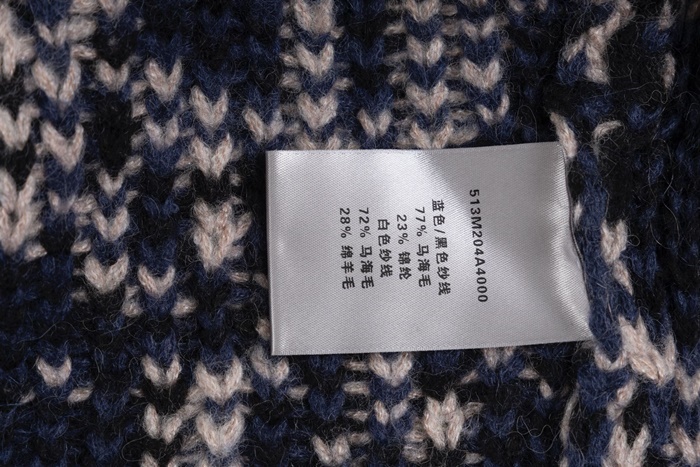 513M204A4000
蓝色/黑色纱线
77% 马海毛
23% 锦纶
白色纱线
72% 马海毛
28% 绵羊毛